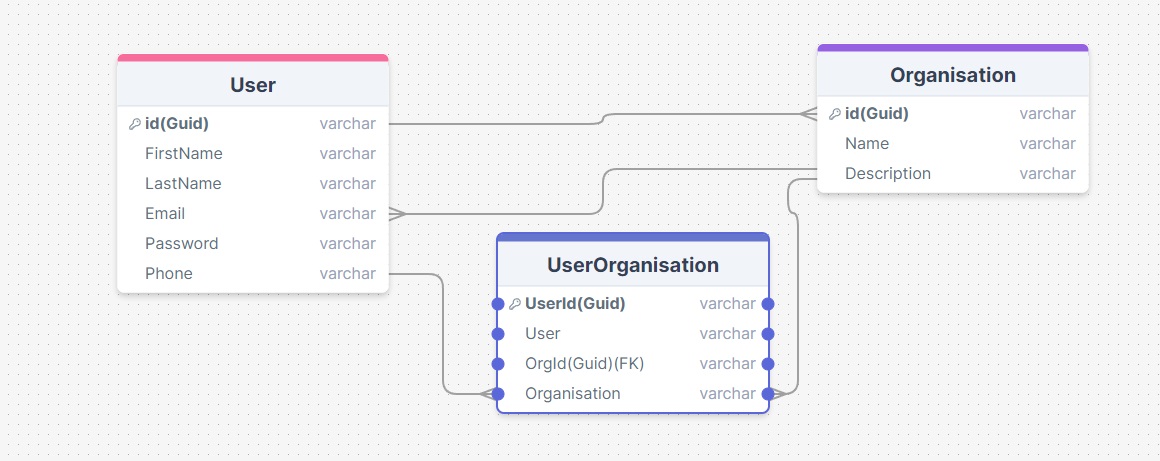 User
id(Guid) varchar
FirstName varchar
LastName varchar
Email varchar
Password varchar
Phone varchar
Organisation
id(Guid) varchar
Name varchar
Description varchar
UserOrganisation
UserId(Guid) varchar
User varchar
OrgId(Guid)(FK) varchar
Organisation varchar